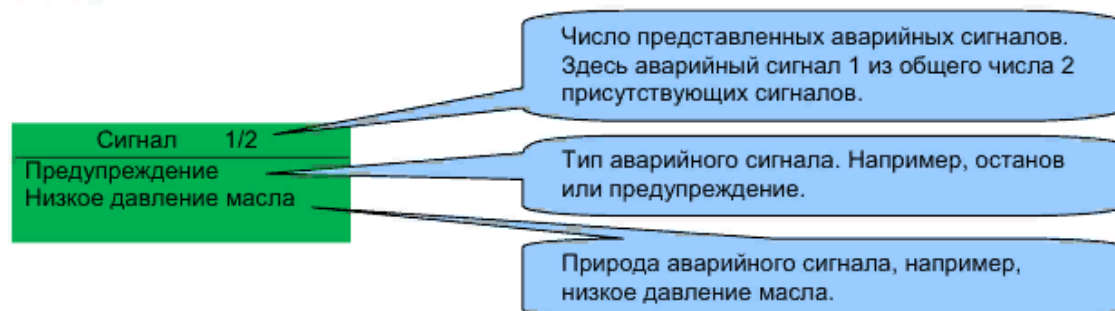 Число представленных аварийных сигналов.
Здесь аварийный сигнал 1 из общего числа 2
присутствующих сигналов.
Сигнал 1/2
Предупреждение
Низкое давление масла
Тип аварийного сигнала. Например, останов
или предупреждение.
Природа аварийного сигнала, например,
низкое давление масла.